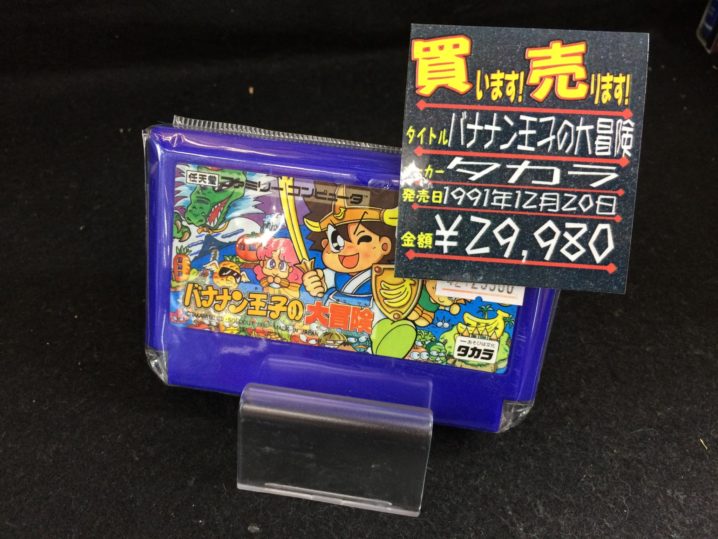 買います!売ります!
タイトル バナナン王子の大冒険
ーカー タカラ
発売日 1991年12月20日
金額 ¥29,980
任天堂 ファミリーコンピュータ
バナナン王子の大冒険
タカラ